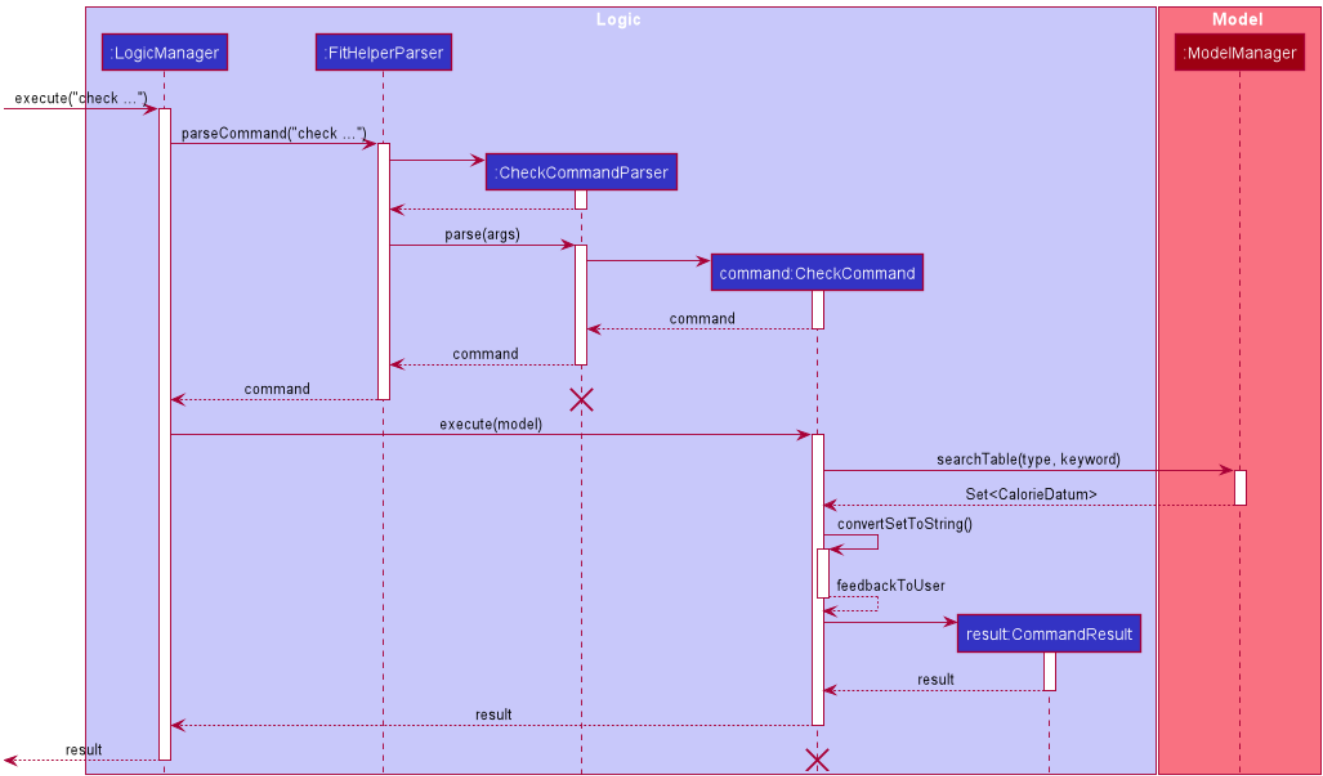 Logic
Model
:LogicManager
:FitHelperParser
:ModelManager
execute("check ...")
parseCommand("check ...")
:CheckCommandParser
parse(args)
command:CheckCommand
command
command
command
execute(model)
searchTable(type, keyword)
Set<CalorieDatum>
convertSetToString()
feedbackToUser
result:CommandResult
result
result
result